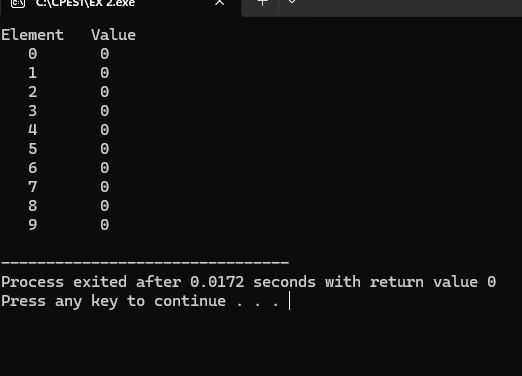 C:\CPEST\EX 2.exe
Element   Value
   0       0
   1       0
   2       0
   3       0
   4       0
   5       0
   6       0
   7       0
   8       0
   9       0
--------------------------------
Process exited after 0.0172 seconds with return value 0
Press any key to continue . . .